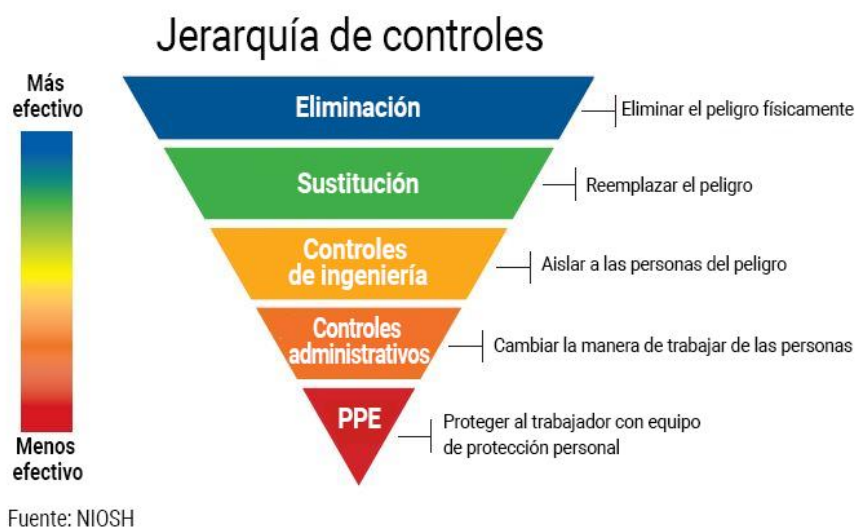 Jerarquía de controles
Más
efectivo
Eliminación
Eliminar el peligro físicamente
Sustitución
Reemplazar el peligro
Controles
de ingeniería
Aislar a las personas del peligro
Controles
administrativos
Cambiar la manera de trabajar de las personas
PPE
Proteger al trabajador con equipo
de protección personal
Menos
efectivo
Fuente: NIOSH